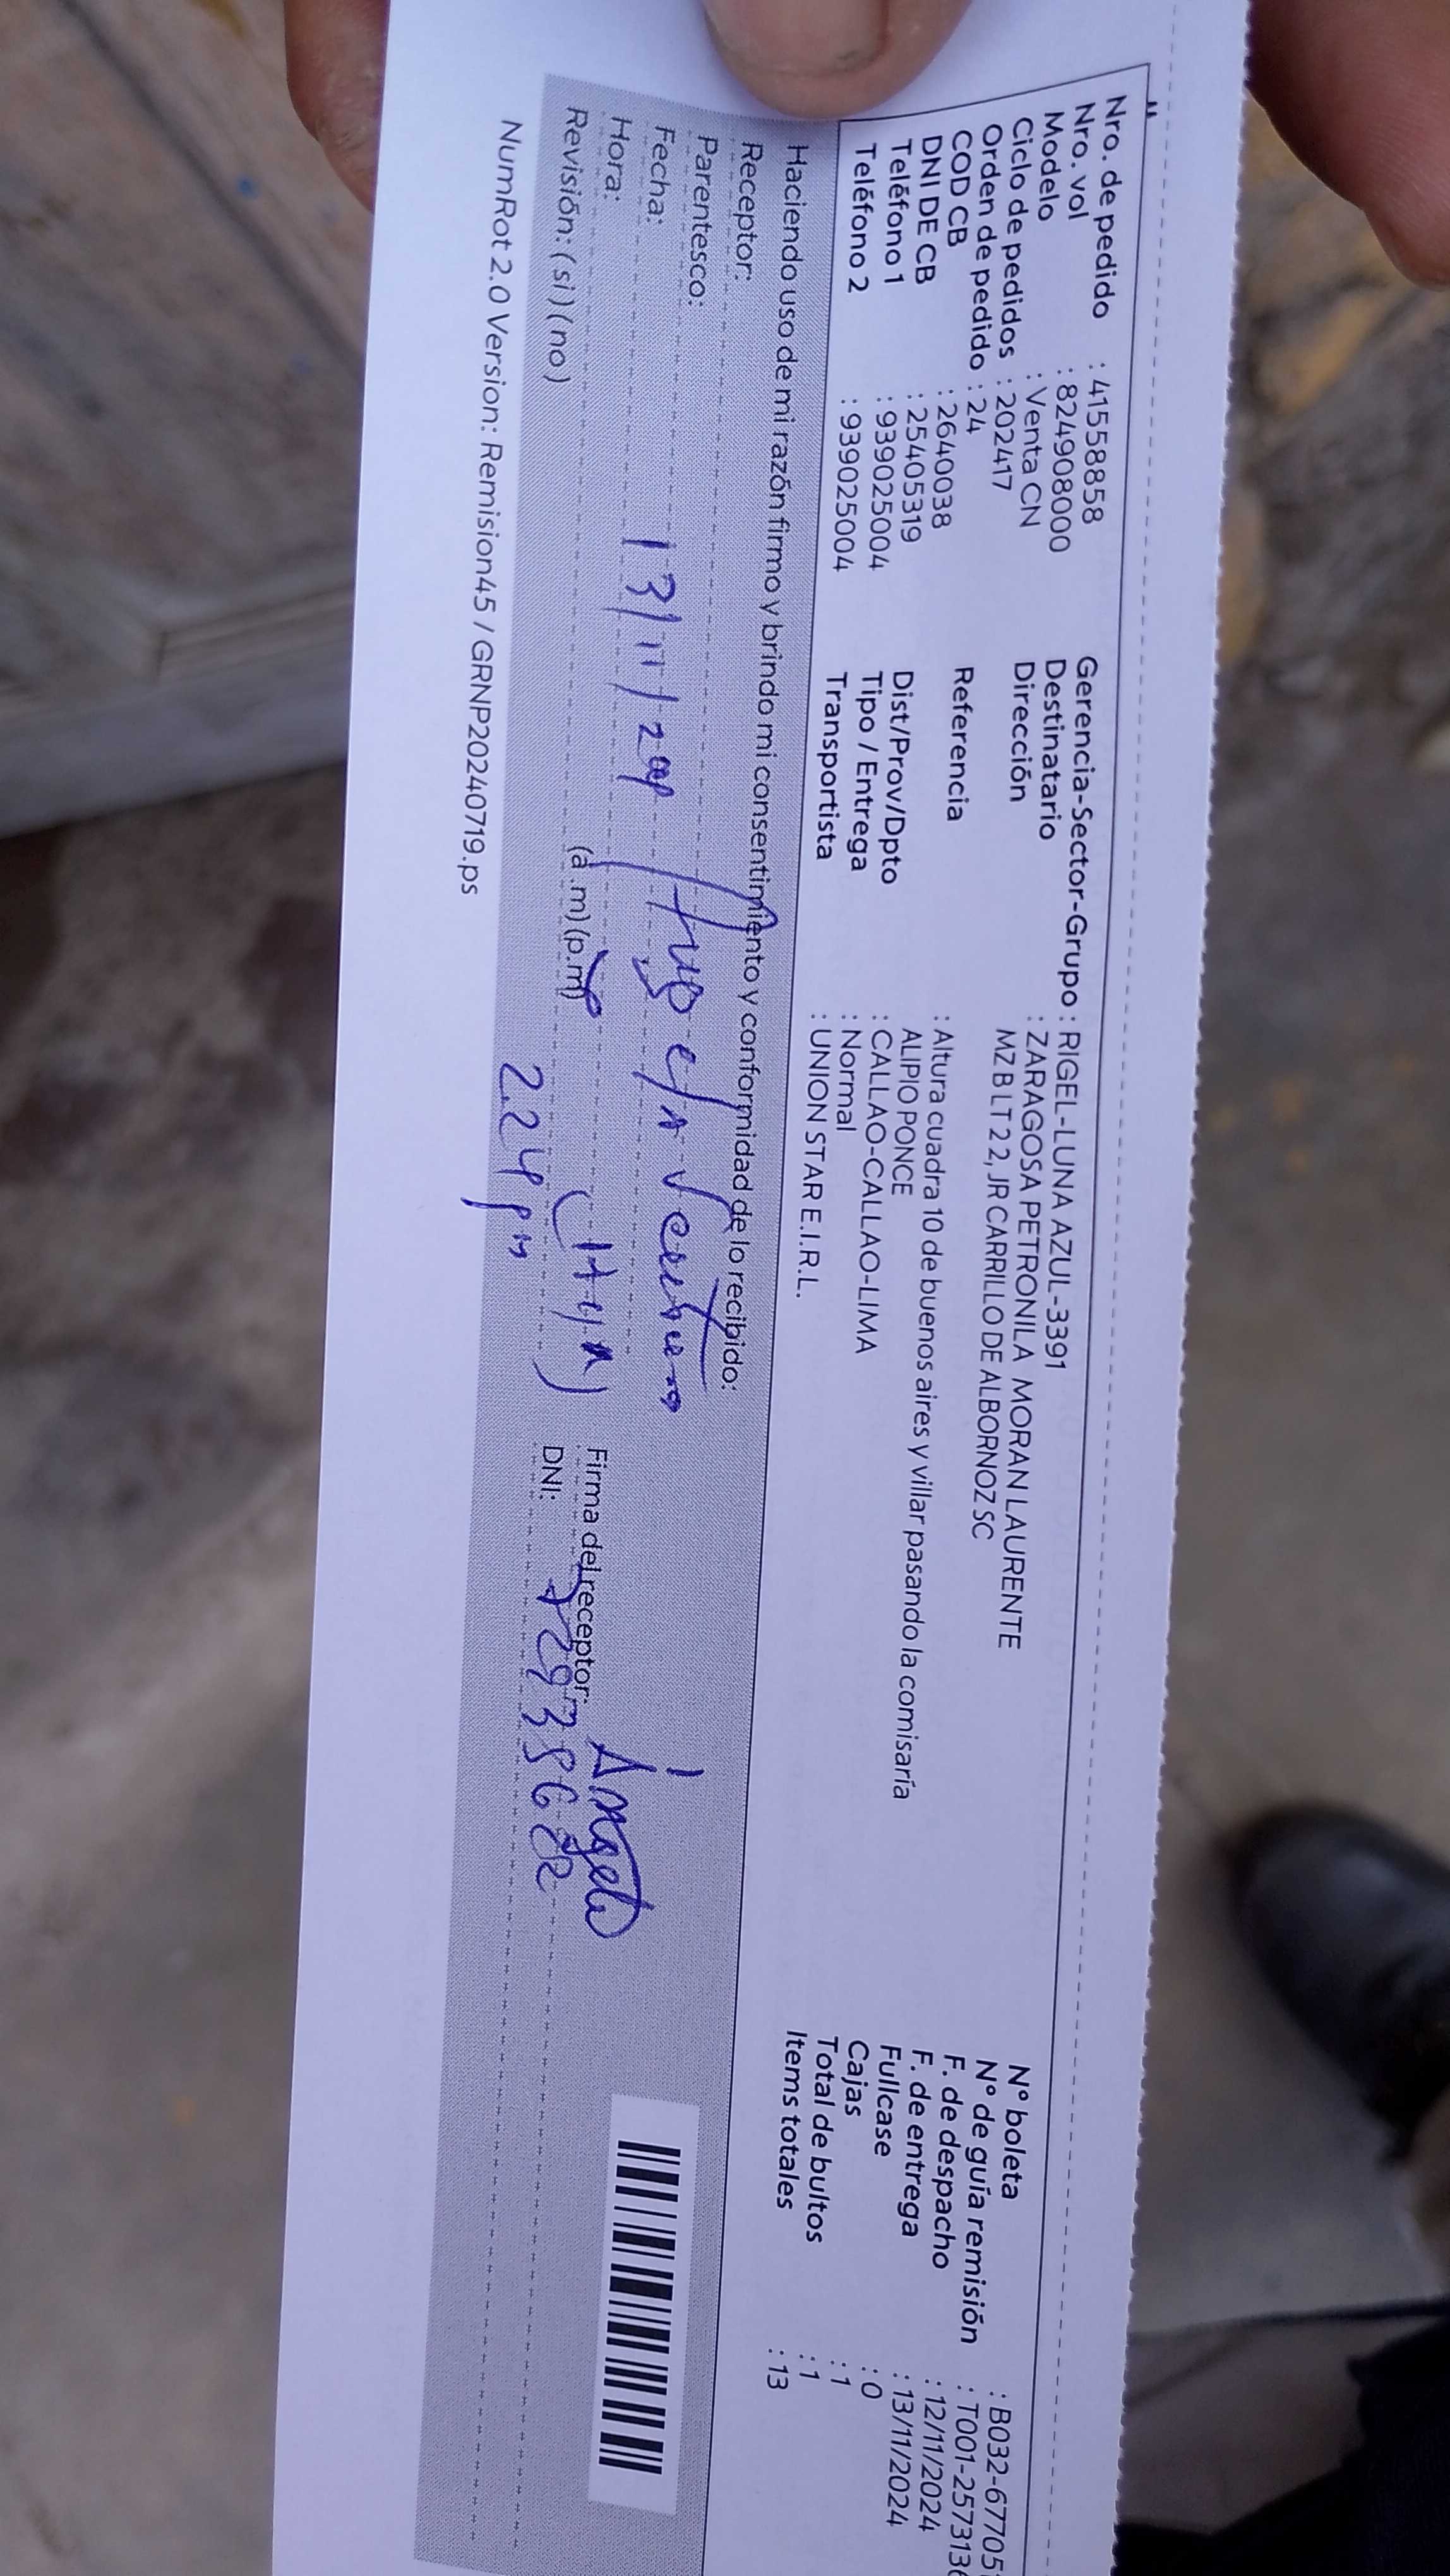 Nro. de pedido : 41558858
Nro. vol : 824908000
Modelo : Venta CN
Ciclo de pedidos : 202417
Orden de pedido : 24
COD CB : 2640038
DNI DE CB : 25405319
Teléfono 1 : 939025004
Teléfono 2 : 939025004
Gerencia-Sector-Grupo : RIGEL-LUNA AZUL-3391
Destinatario : ZARAGOSA PETRONILA MORAN LAURENTE
Dirección MZ B LT 2 2, JR CARRILLO DE ALBORNOZ SC
Referencia : Altura cuadra 10 de buenos aires y villar pasando la comisaría
ALIPIO PONCE
Dist/Prov/Dpto : CALLAO-CALLAO-LIMA
Tipo / Entrega : Normal
Transportista : UNION STAR E.I.R.L.
N° boleta : B032-67705
N° de guía remisión : T001-257313
F. de despacho : 12/11/2024
F. de entrega : 13/11/2024
Fullcase : 0
Cajas : 1
Total de bultos : 1
Items totales : 13
Haciendo uso de mi razón firmo y brindo mi consentimiento y conformidad de lo recibido:
Receptor:
Parentesco:
Fecha: 13/11/24
Hora: (a.m) (p.m)
Revisión: ( si ) ( no )
2.24 pm
Firma del receptor: Angel
DNI:
NumRot 2.0 Version: Remision45 / GRNP20240719.ps